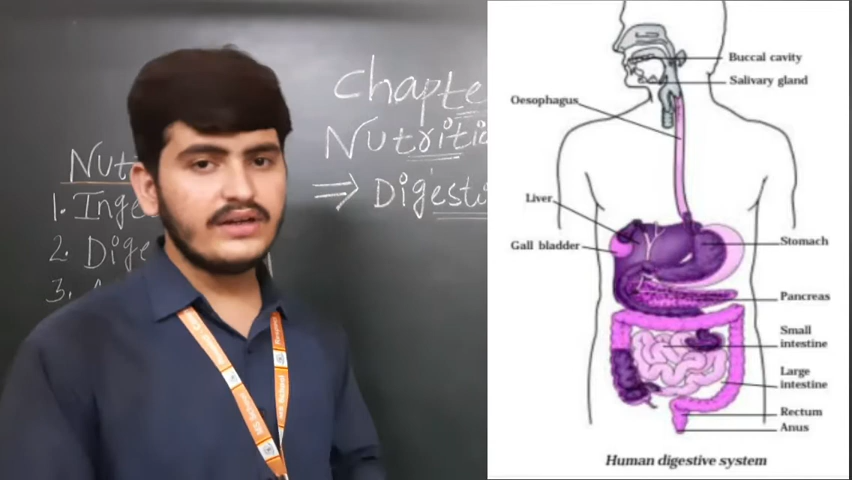 Chapte
Nutritio
⇒ Digesti
Nut
1. Inge
2. Dige
3.
Buccal cavity
Salivary gland
Oesophagus
Liver
Gall bladder
Stomach
Pancreas
Small
intestine
Large
intestine
Rectum
Anus
Human digestive system